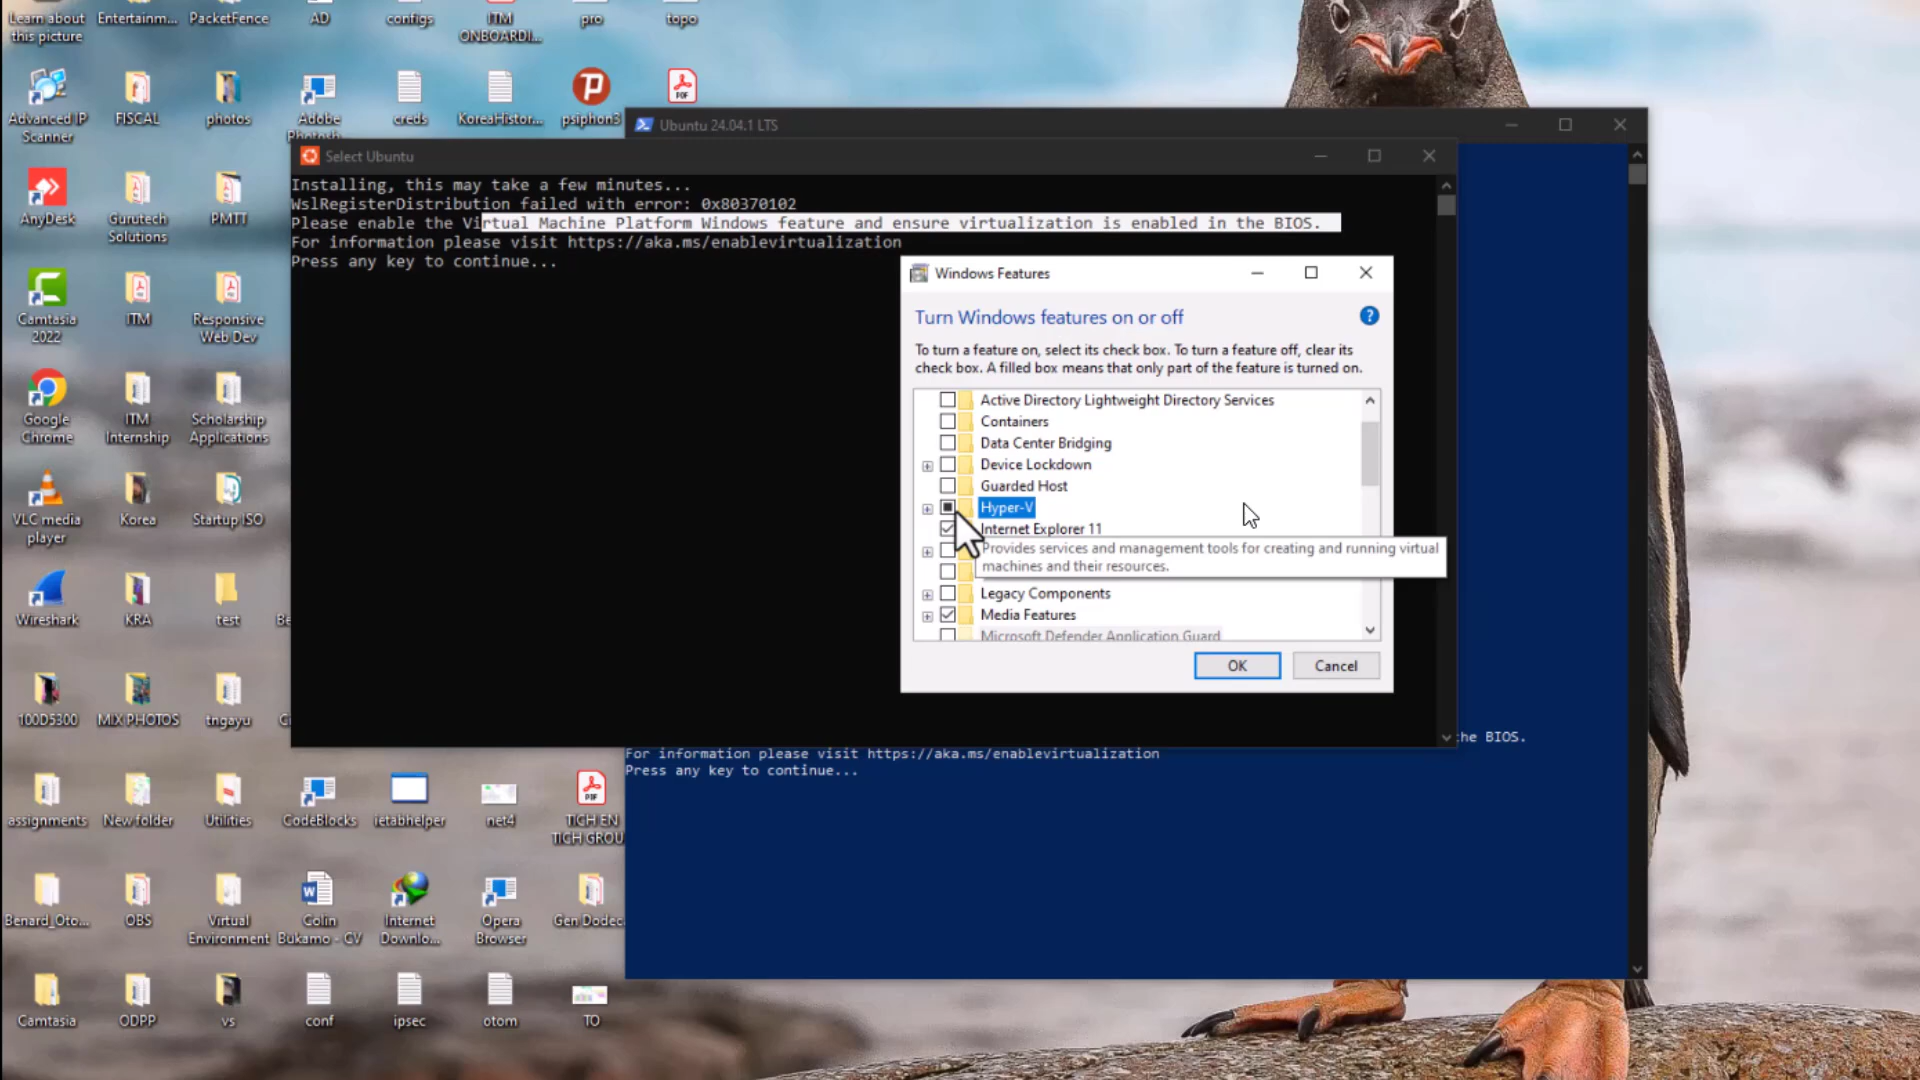 Learn about
this picture
Entertainm...
PacketFence
AD
configs
ITM
ONBOARDI...
pro
topo
Advanced IP
Scanner
FISCAL
photos
Adobe
creds
KoreaHistor...
psiphon3
AnyDesk
Gurutech
Solutions
PMTT
Camtasia
2022
ITM
Responsive
Web Dev
Google
Chrome
ITM
Internship
Scholarship
Applications
VLC media
player
Korea
Startup ISO
Wireshark
KRA
test
Be
100D5300
MIX PHOTOS
tngayu
assignments
New folder
Utilities
CodeBlocks
ietabhelper
net4
TICH EN
TICH GROU
Benard_Oto...
OBS
Virtual
Environment
Colin
Bukamo - CV
Internet
Downlo...
Opera
Browser
Gen Dodec
Camtasia
ODPP
vs
conf
ipsec
otom
TO
Ubuntu 24.04.1 LTS
Select Ubuntu
Installing, this may take a few minutes...
WslRegisterDistribution failed with error: 0x80370102
Please enable the Virtual Machine Platform Windows feature and ensure virtualization is enabled in the BIOS.
For information please visit https://aka.ms/enablevirtualization
Press any key to continue...
Windows Features
Turn Windows features on or off
To turn a feature on, select its check box. To turn a feature off, clear its
check box. A filled box means that only part of the feature is turned on.
Active Directory Lightweight Directory Services
Containers
Data Center Bridging
Device Lockdown
Guarded Host
Hyper-V
Internet Explorer 11
Provides services and management tools for creating and running virtual
machines and their resources.
Legacy Components
Media Features
Microsoft Defender Application Guard
OK
Cancel
he BIOS.
For information please visit https://aka.ms/enablevirtualization
Press any key to continue...